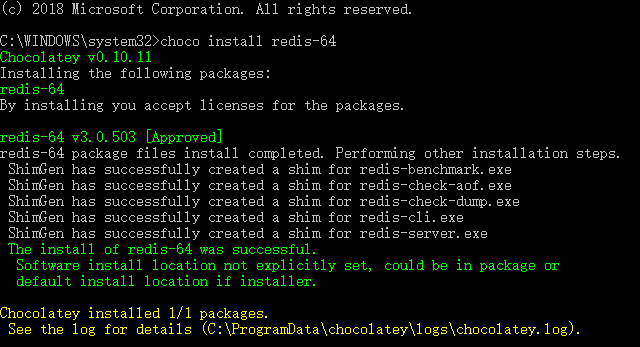 (c) 2018 Microsoft Corporation. All rights reserved.
C:\WINDOWS\system32>choco install redis-64
Chocolatey v0.10.11
Installing the following packages:
redis-64
By installing you accept licenses for the packages.
redis-64 v3.0.503 [Approved]
redis-64 package files install completed. Performing other installation steps.
ShimGen has successfully created a shim for redis-benchmark.exe
ShimGen has successfully created a shim for redis-check-aof.exe
ShimGen has successfully created a shim for redis-check-dump.exe
ShimGen has successfully created a shim for redis-cli.exe
ShimGen has successfully created a shim for redis-server.exe
The install of redis-64 was successful.
Software install location not explicitly set, could be in package or
default install location if installer.
Chocolatey installed 1/1 packages.
See the log for details (C:\ProgramData\chocolatey\logs\chocolatey.log).